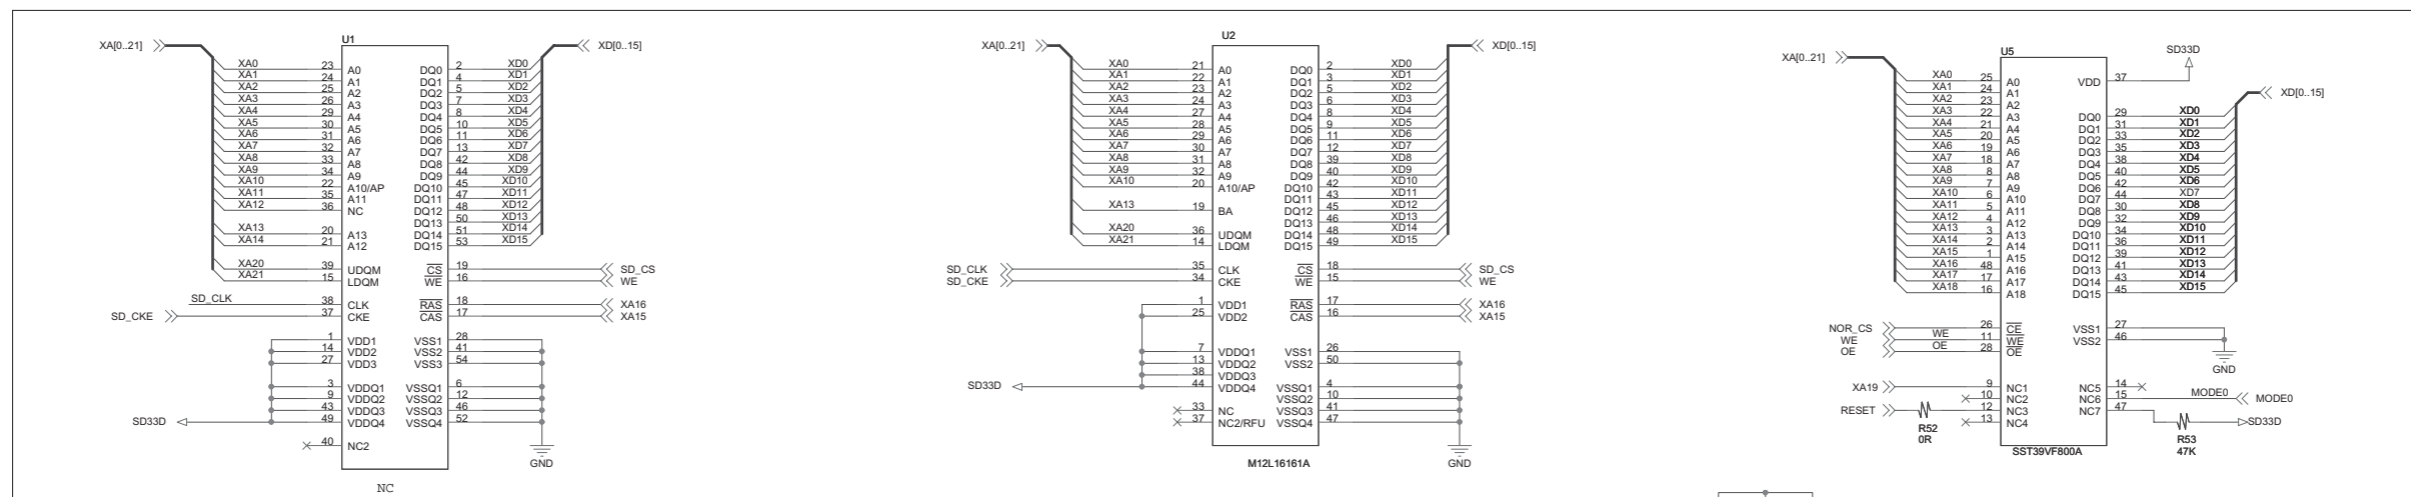 U1
XA[0..21]
XD[0..15]
XA0 23 A0 DQ0 2 XD0
XA1 24 A1 DQ1 4 XD1
XA2 25 A2 DQ2 5 XD2
XA3 26 A3 DQ3 7 XD3
XA4 29 A4 DQ4 8 XD4
XA5 30 A5 DQ5 10 XD5
XA6 31 A6 DQ6 11 XD6
XA7 32 A7 DQ7 13 XD7
XA8 33 A8 DQ8 42 XD8
XA9 34 A9 DQ9 44 XD9
XA10 22 A10/AP DQ10 45 XD10
XA11 35 A11 DQ11 47 XD11
XA12 36 NC DQ12 48 XD12
DQ13 50 XD13
XA13 20 A13 DQ14 51 XD14
XA14 21 A12 DQ15 53 XD15
XA20 39 UDQM CS 19 SD_CS
XA21 15 LDQM WE 16 WE
SD_CLK 38 CLK RAS 18 XA16
SD_CKE 37 CKE CAS 17 XA15
1 VDD1 VSS1 28
14 VDD2 VSS2 41
27 VDD3 VSS3 54
3 VDDQ1 VSSQ1 6
9 VDDQ2 VSSQ2 12
43 VDDQ3 VSSQ3 46
SD33D 49 VDDQ4 VSSQ4 52
40 NC2
GND
NC
U2
XA[0..21]
XD[0..15]
XA0 21 A0 DQ0 2 XD0
XA1 22 A1 DQ1 3 XD1
XA2 23 A2 DQ2 5 XD2
XA3 24 A3 DQ3 6 XD3
XA4 27 A4 DQ4 8 XD4
XA5 28 A5 DQ5 9 XD5
XA6 29 A6 DQ6 11 XD6
XA7 30 A7 DQ7 12 XD7
XA8 31 A8 DQ8 39 XD8
XA9 32 A9 DQ9 40 XD9
XA10 20 A10/AP DQ10 42 XD10
DQ11 43 XD11
XA13 19 BA DQ12 45 XD12
DQ13 46 XD13
XA20 36 UDQM DQ14 48 XD14
XA21 14 LDQM DQ15 49 XD15
SD_CLK 35 CLK CS 18 SD_CS
SD_CKE 34 CKE WE 15 WE
1 VDD1 RAS 17 XA16
25 VDD2 CAS 16 XA15
7 VDDQ1 VSS1 26
13 VDDQ2 VSS2 50
38 VDDQ3
SD33D 44 VDDQ4 VSSQ1 4
VSSQ2 10
33 NC VSSQ3 41
37 NC2/RFU VSSQ4 47
M12L16161A
GND
U5
SD33D
XA[0..21]
XD[0..15]
VDD 37
XA0 25 A0
XA1 24 A1
XA2 23 A2
XA3 22 A3 DQ0 29 XD0
XA4 21 A4 DQ1 31 XD1
XA5 20 A5 DQ2 33 XD2
XA6 19 A6 DQ3 35 XD3
XA7 18 A7 DQ4 38 XD4
XA8 8 A8 DQ5 40 XD5
XA9 7 A9 DQ6 42 XD6
XA10 6 A10 DQ7 44 XD7
XA11 5 A11 DQ8 30 XD8
XA12 4 A12 DQ9 32 XD9
XA13 3 A13 DQ10 34 XD10
XA14 2 A14 DQ11 36 XD11
XA15 1 A15 DQ12 39 XD12
XA16 48 A16 DQ13 41 XD13
XA17 17 A17 DQ14 43 XD14
XA18 16 A18 DQ15 45 XD15
NOR_CS 26 CE VSS1 27
WE WE 11 WE VSS2 46
OE OE 28 OE
GND
XA19 9 NC1 NC5 14
10 NC2 NC6 15 MODE0 MODE0
RESET 12 NC3 NC7 47
13 NC4 SD33D
R52
0R
R53
47K
SST39VF800A